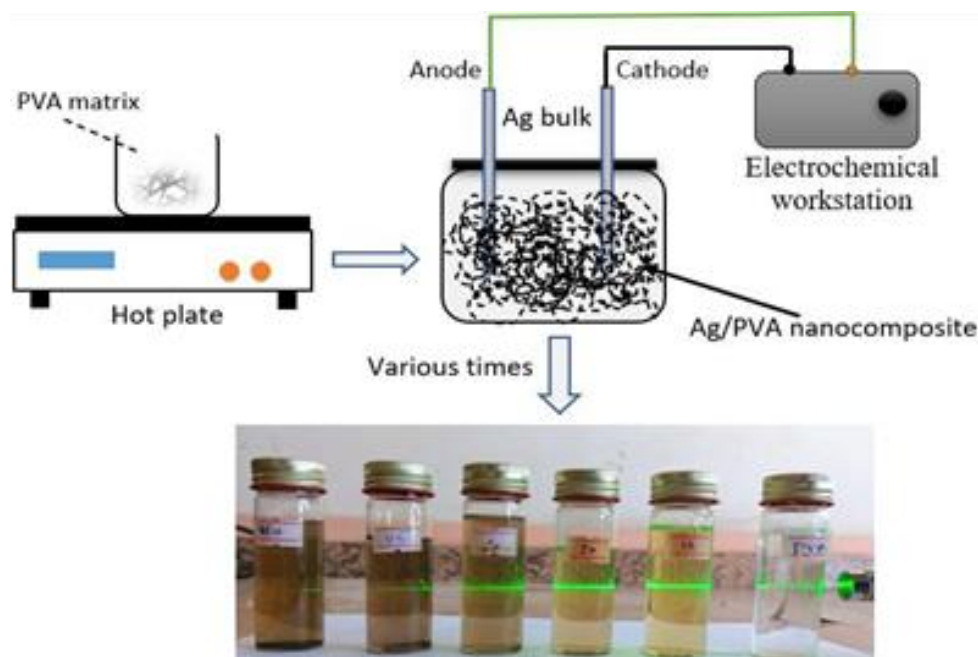 Anode
Cathode
PVA matrix
Ag bulk
Electrochemical
workstation
Hot plate
Ag/PVA nanocomposite
Various times